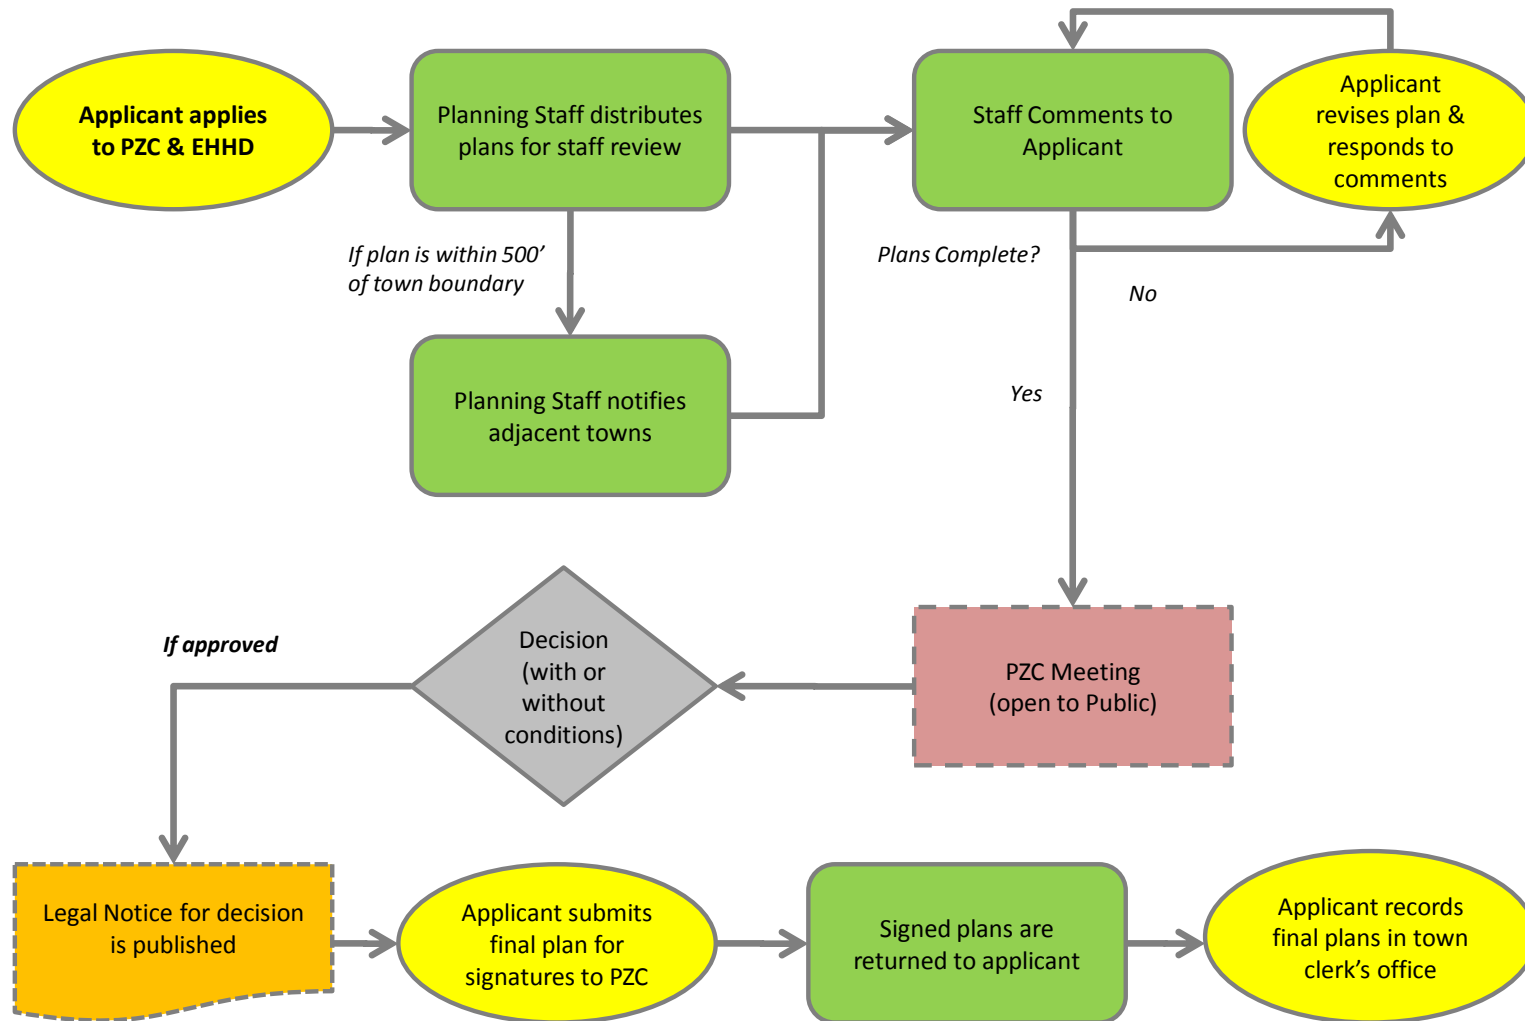 Applicant applies
to PZC & EHHD
Planning Staff distributes
plans for staff review
Staff Comments to
Applicant
Applicant
revises plan &
responds to
comments
If plan is within 500’
of town boundary
Plans Complete?
No
Planning Staff notifies
adjacent towns
Yes
If approved
Decision
(with or
without
conditions)
PZC Meeting
(open to Public)
Legal Notice for decision
is published
Applicant submits
final plan for
signatures to PZC
Signed plans are
returned to applicant
Applicant records
final plans in town
clerk’s office